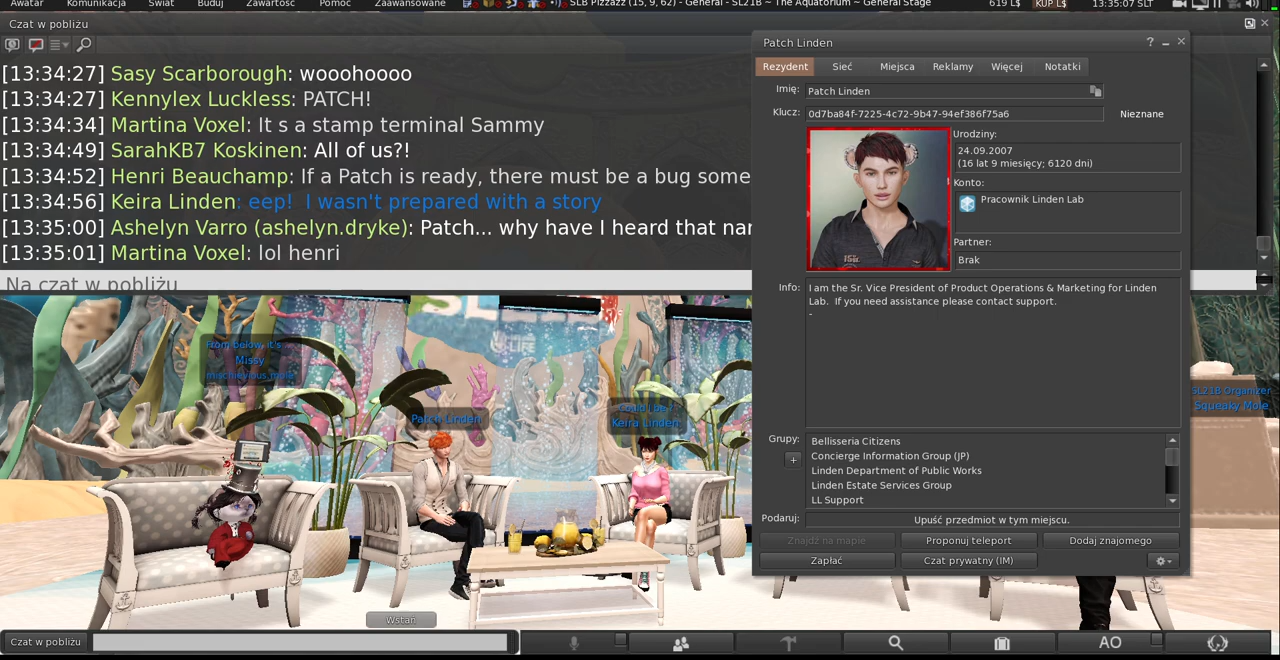 Awatar Komunikacja Świat Buduj Zawartość Pomoc Zaawansowane
SLB Pizzazz (15, 9, 62) - General - SL21B ~ The Aquatorium ~ General Stage
619 L$ KUP L$ 13:35:07 SLT
Czat w pobliżu
[13:34:27] Sasy Scarborough: wooohoooo
[13:34:27] Kennylex Luckless: PATCH!
[13:34:34] Martina Voxel: It s a stamp terminal Sammy
[13:34:49] SarahKB7 Koskinen: All of us?!
[13:34:52] Henri Beauchamp: If a Patch is ready, there must be a bug some
[13:34:56] Keira Linden: eep! I wasn't prepared with a story
[13:35:00] Ashelyn Varro (ashelyn.dryke): Patch... why have I heard that
[13:35:01] Martina Voxel: lol henri
Na czat w pobliżu
Patch Linden
Rezydent Sieć Miejsca Reklamy Więcej Notatki
Imię: Patch Linden
Klucz: 0d7ba84f-7225-4c72-9b47-94ef386f75a6 Nieznane
Urodziny:
24.09.2007
(16 lat 9 miesięcy; 6120 dni)
Konto:
Pracownik Linden Lab
Partner:
Brak
Info: I am the Sr. Vice President of Product Operations & Marketing for Linden
Lab. If you need assistance please contact support.
-
Grupy: Bellisseria Citizens
Concierge Information Group (JP)
Linden Department of Public Works
Linden Estate Services Group
LL Support
+
Podaruj: Upuść przedmiot w tym miejscu.
Znajdź na mapie Proponuj teleport Dodaj znajomego
Zapłać Czat prywatny (IM)
From below, it's
Missy
mischievious.mole
Patch Linden
Keira Linden
SL21B Organizer
Squeaky Mole
Wstań
Czat w pobliżu
AO